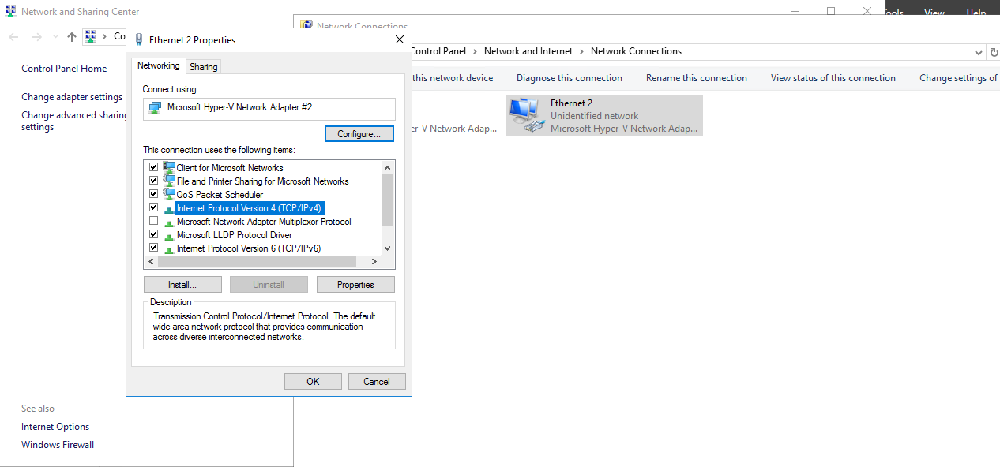 Network and Sharing Center
Tools View Help
Network Connections
Co
Control Panel > Network and Internet > Network Connections
Control Panel Home
Change adapter settings
Change advanced sharing
settings
See also
Internet Options
Windows Firewall
this network device Diagnose this connection Rename this connection View status of this connection Change settings of
er-V Network Adap...
Ethernet 2
Unidentified network
Microsoft Hyper-V Network Adap...
Ethernet 2 Properties
Networking Sharing
Connect using:
Microsoft Hyper-V Network Adapter #2
Configure...
This connection uses the following items:
Client for Microsoft Networks
File and Printer Sharing for Microsoft Networks
QoS Packet Scheduler
Internet Protocol Version 4 (TCP/IPv4)
Microsoft Network Adapter Multiplexor Protocol
Microsoft LLDP Protocol Driver
Internet Protocol Version 6 (TCP/IPv6)
Install... Uninstall Properties
Description
Transmission Control Protocol/Internet Protocol. The default
wide area network protocol that provides communication
across diverse interconnected networks.
OK Cancel